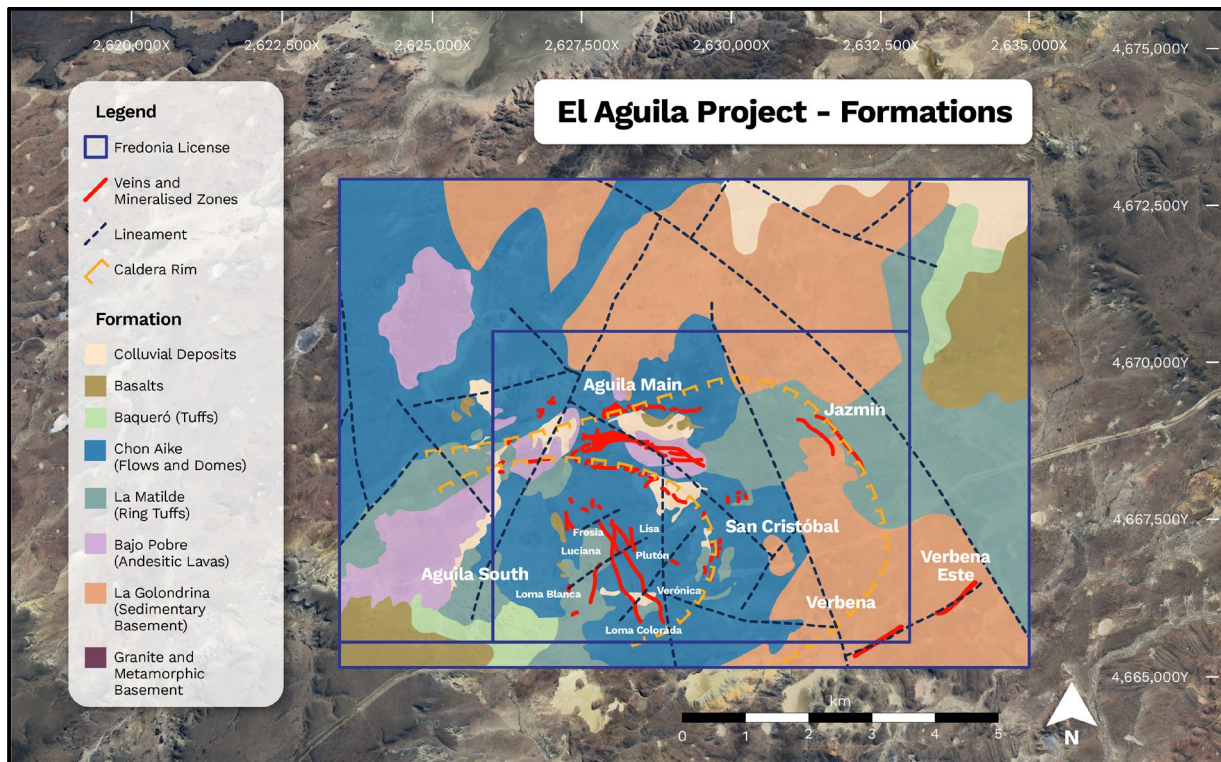 2,620,000X
2,622,500X
2,625,000X
2,627,500X
2,630,000X
2,632,500X
2,635,000X
4,675,000Y
El Aguila Project - Formations
Legend
Fredonia License
Veins and
Mineralised Zones
Lineament
Caldera Rim
Formation
Colluvial Deposits
Basalts
Baqueró (Tuffs)
Chon Aike
(Flows and Domes)
La Matilde
(Ring Tuffs)
Bajo Pobre
(Andesitic Lavas)
La Golondrina
(Sedimentary
Basement)
Granite and
Metamorphic
Basement
4,672,500Y
4,670,000Y
4,667,500Y
4,665,000Y
Aguila Main
Jazmín
San Cristóbal
Fresia
Lisa
Luciana
Plutón
Aguila South
Loma Blanca
Verónica
Loma Colorada
Verbena
Verbena
Este
km
0 1 2 3 4 5
N